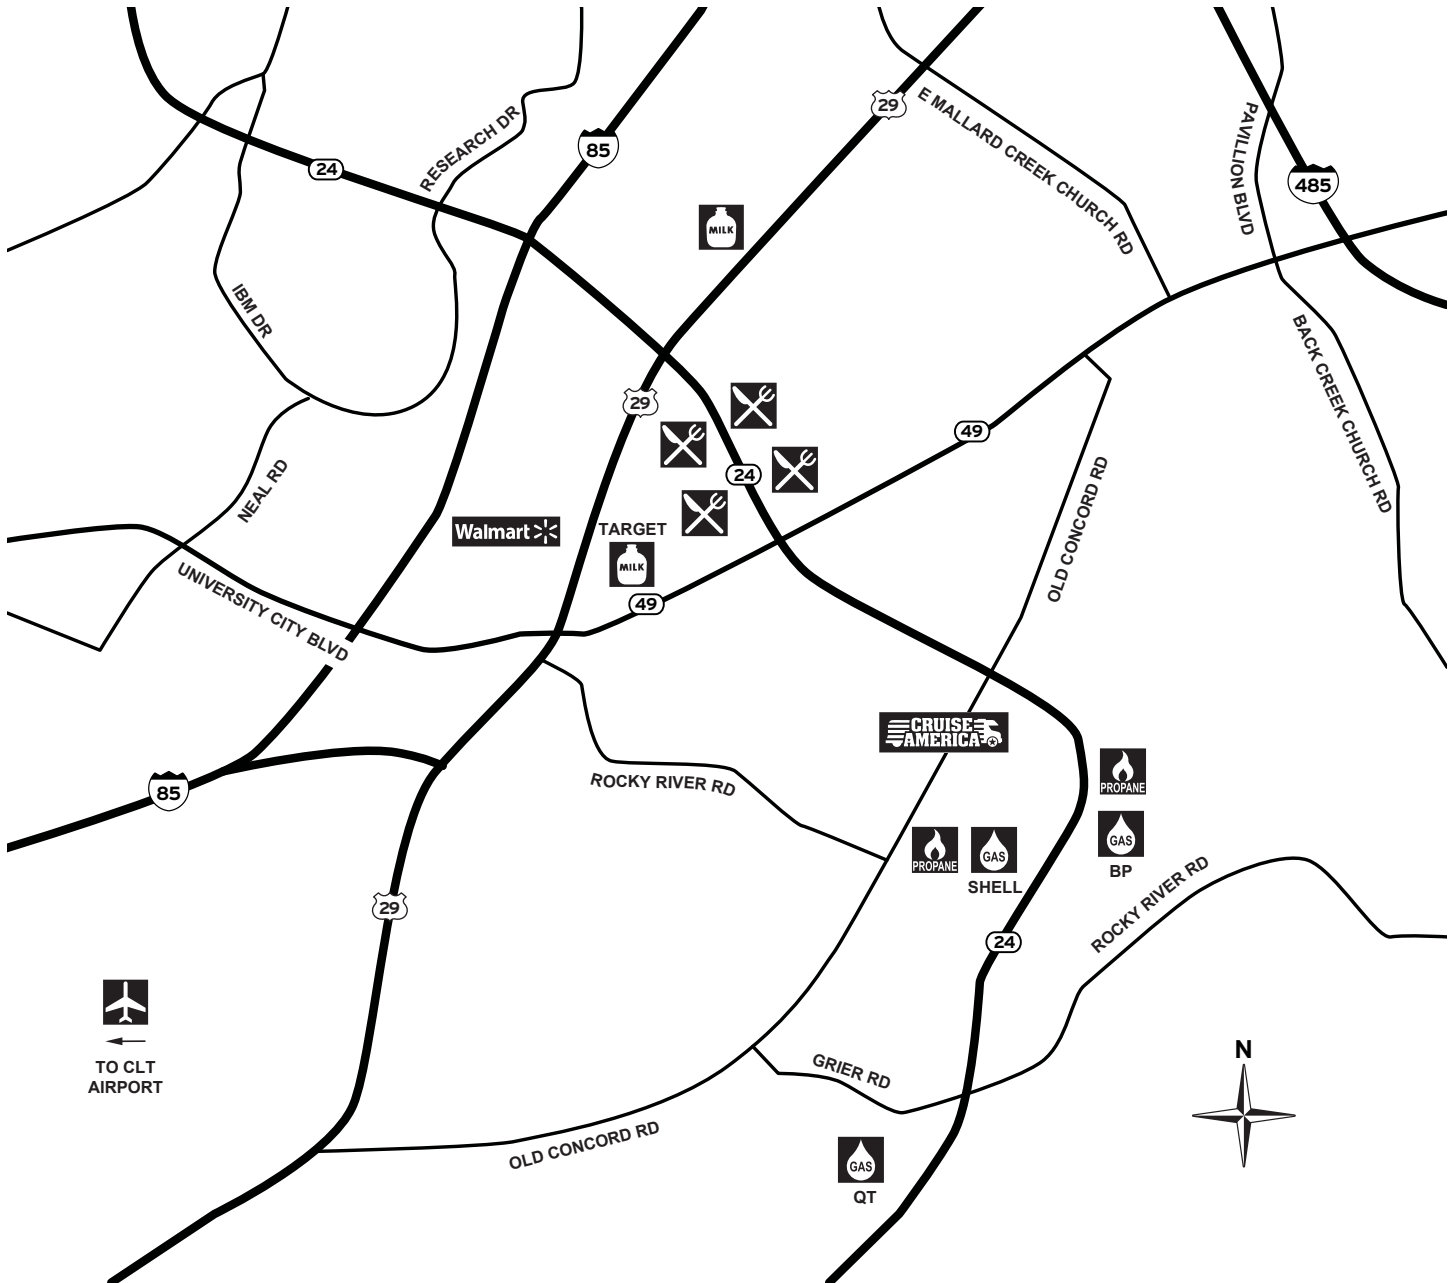 29
E MALLARD CREEK CHURCH RD
PAVILLION BLVD
RESEARCH DR
85
24
485
MILK
IBM DR
BACK CREEK CHURCH RD
29
49
NEAL RD
24
OLD CONCORD RD
Walmart
TARGET
MILK
49
UNIVERSITY CITY BLVD
CRUISE
AMERICA
ROCKY RIVER RD
85
PROPANE
GAS
BP
PROPANE
GAS
SHELL
29
24
ROCKY RIVER RD
TO CLT
AIRPORT
N
GRIER RD
OLD CONCORD RD
GAS
QT